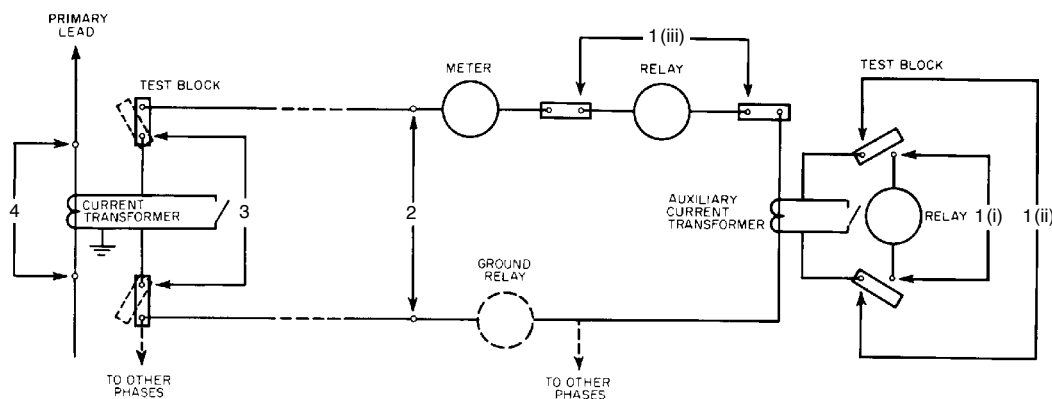 PRIMARY
LEAD
TEST BLOCK
METER
1(iii)
RELAY
TEST BLOCK
4
CURRENT
TRANSFORMER
3
2
AUXILIARY
CURRENT
TRANSFORMER
RELAY
1(i)
1(ii)
GROUND
RELAY
TO OTHER
PHASES
TO OTHER
PHASES